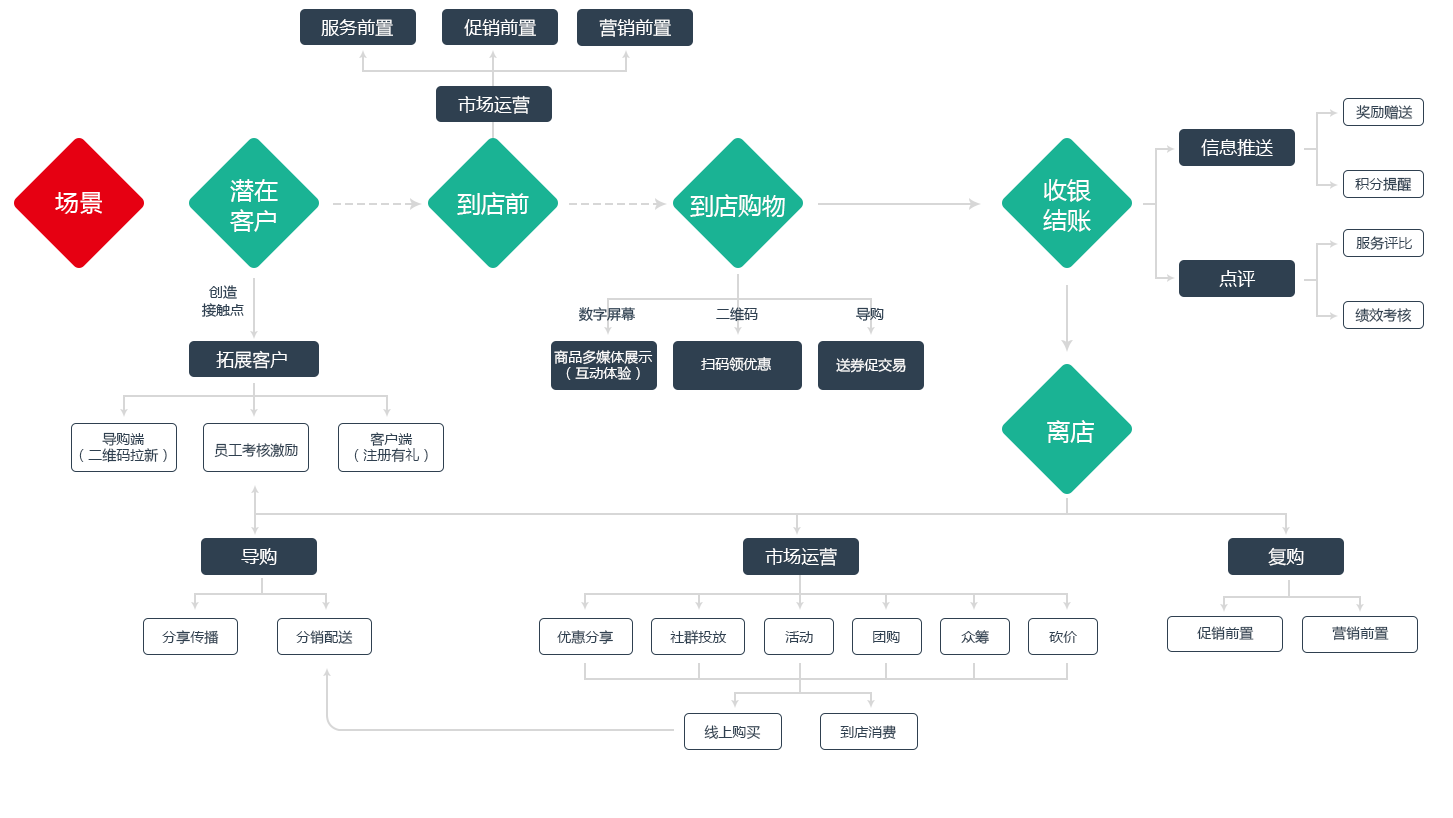 服务前置
促销前置
营销前置
市场运营
场景
潜在
客户
到店前
到店购物
收银
结账
信息推送
奖励赠送
积分提醒
点评
服务评比
绩效考核
创造
接触点
拓展客户
导购端
（二维码拉新）
员工考核激励
客户端
（注册有礼）
数字屏幕
二维码
导购
商品多媒体展示
（互动体验）
扫码领优惠
送券促交易
离店
导购
市场运营
复购
分享传播
分销配送
优惠分享
社群投放
活动
团购
众筹
砍价
促销前置
营销前置
线上购买
到店消费